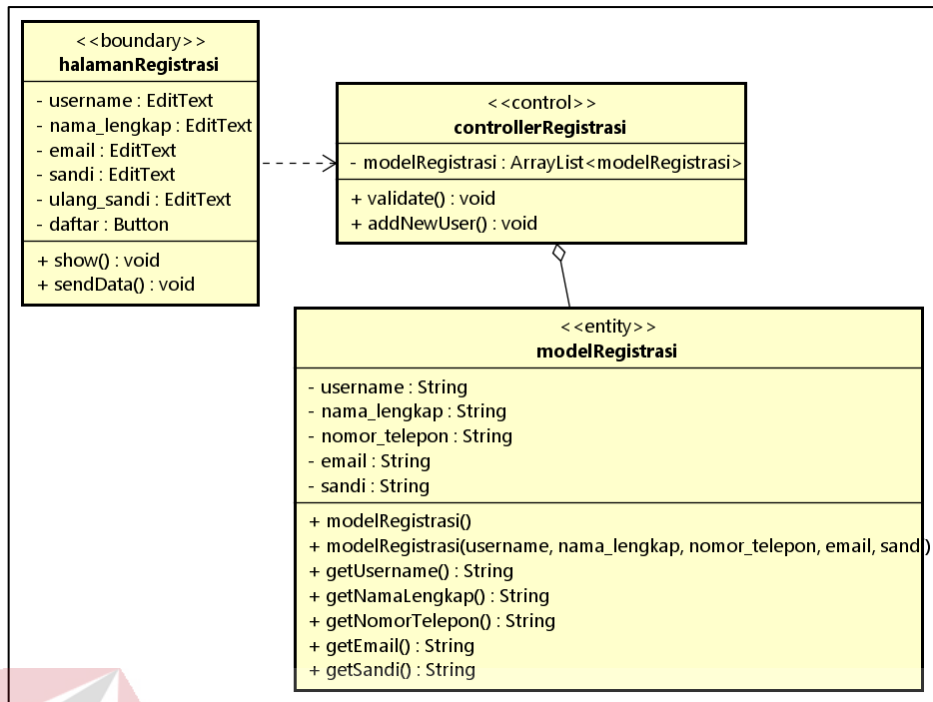 <<boundary>>
halamanRegistrasi
- username : EditText
- nama_lengkap : EditText
- email : EditText
- sandi : EditText
- ulang_sandi : EditText
- daftar : Button
+ show() : void
+ sendData() : void
<<control>>
controllerRegistrasi
- modelRegistrasi : ArrayList<modelRegistrasi>
+ validate() : void
+ addNewUser() : void
<<entity>>
modelRegistrasi
- username : String
- nama_lengkap : String
- nomor_telepon : String
- email : String
- sandi : String
+ modelRegistrasi()
+ modelRegistrasi(username, nama_lengkap, nomor_telepon, email, sandi)
+ getUsername() : String
+ getNamaLengkap() : String
+ getNomorTelepon() : String
+ getEmail() : String
+ getSandi() : String